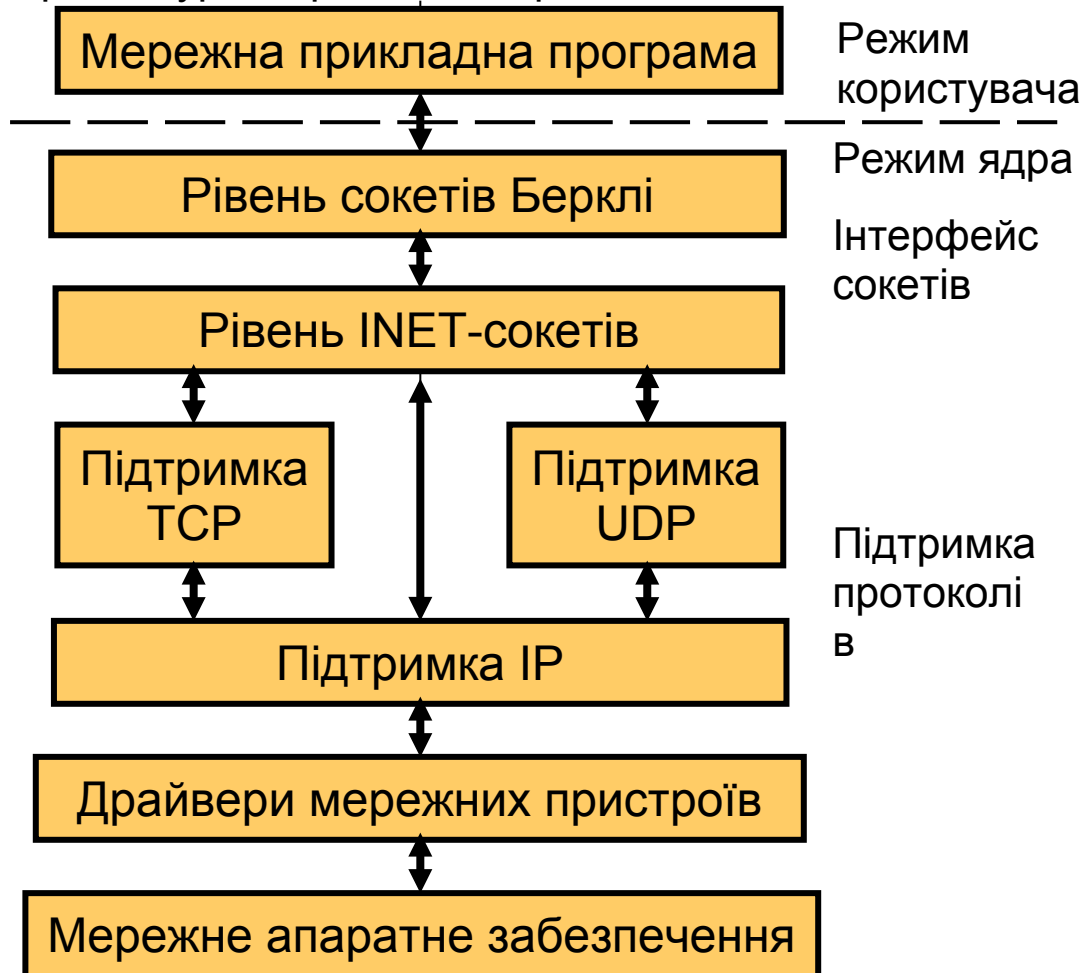 Мережна прикладна програма
Режим
користувача
Режим ядра
Рівень сокетів Берклі
Інтерфейс
сокетів
Рівень INET-сокетів
Підтримка
TCP
Підтримка
UDP
Підтримка
протоколі
в
Підтримка IP
Драйвери мережних пристроїв
Мережне апаратне забезпечення